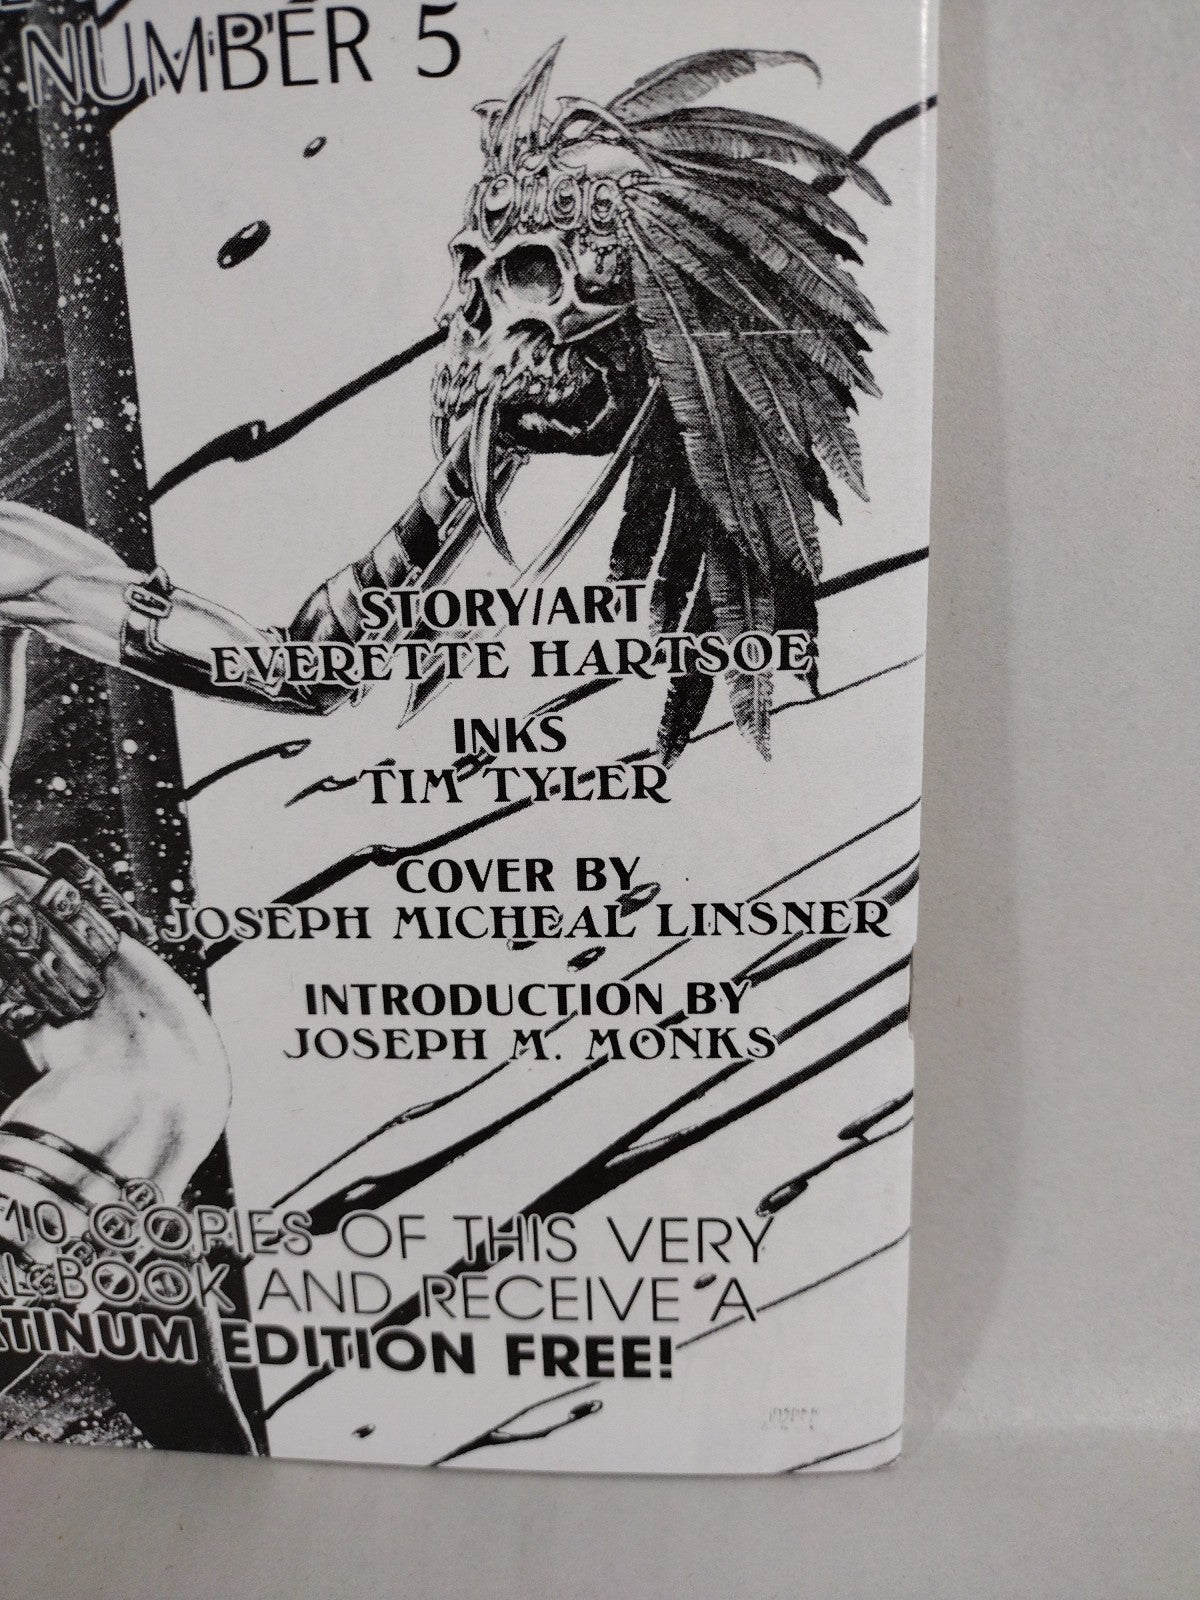 NUMBER 5
STORY/ART
EVERETTE HARTSOE
INKS
TIM TYLER
COVER BY
JOSEPH MICHEAL LINSNER
INTRODUCTION BY
JOSEPH M. MONKS
10 COPIES OF THIS VERY
BOOK AND RECEIVE A
EDITION FREE!